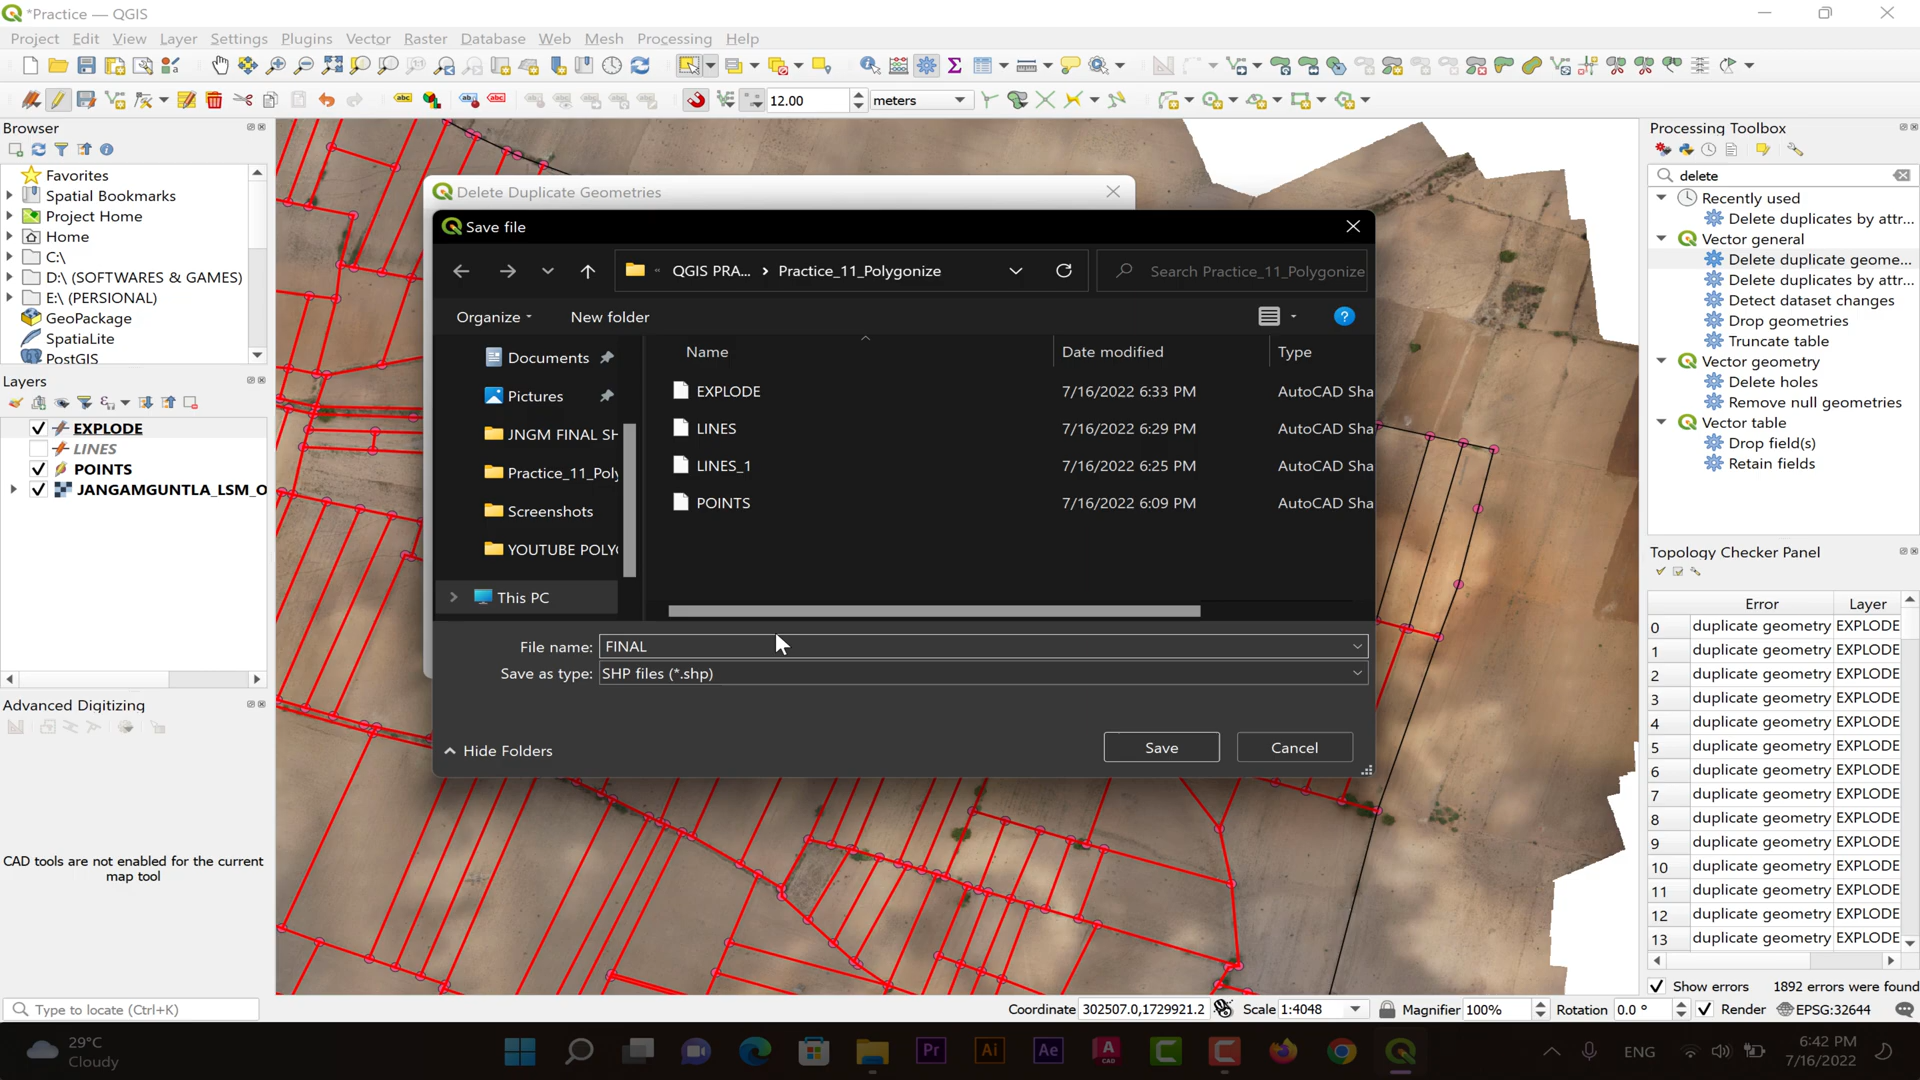 *Practice — QGIS
Project Edit View Layer Settings Plugins Vector Raster Database Web Mesh Processing Help
12.00 meters
Browser
Favorites
Spatial Bookmarks
Project Home
Home
C:\
D:\ (SOFTWARES & GAMES)
E:\ (PERSIONAL)
GeoPackage
SpatiaLite
PostGIS
Layers
EXPLODE
LINES
POINTS
JANGAMGUNTLA_LSM_O
Advanced Digitizing
CAD tools are not enabled for the current
map tool
Delete Duplicate Geometries
Save file
« QGIS PRA... › Practice_11_Polygonize
Search Practice_11_Polygonize
Organize New folder
Documents
Pictures
JNGM FINAL SH
Practice_11_Poly
Screenshots
YOUTUBE POLY
This PC
Name Date modified Type
EXPLODE 7/16/2022 6:33 PM AutoCAD Sha
LINES 7/16/2022 6:29 PM AutoCAD Sha
LINES_1 7/16/2022 6:25 PM AutoCAD Sha
POINTS 7/16/2022 6:09 PM AutoCAD Sha
File name: FINAL
Save as type: SHP files (*.shp)
Hide Folders
Save Cancel
Processing Toolbox
delete
Recently used
Delete duplicates by attr...
Vector general
Delete duplicate geome...
Delete duplicates by attr...
Detect dataset changes
Drop geometries
Truncate table
Vector geometry
Delete holes
Remove null geometries
Vector table
Drop field(s)
Retain fields
Topology Checker Panel
Error Layer
0 duplicate geometry EXPLODE
1 duplicate geometry EXPLODE
2 duplicate geometry EXPLODE
3 duplicate geometry EXPLODE
4 duplicate geometry EXPLODE
5 duplicate geometry EXPLODE
6 duplicate geometry EXPLODE
7 duplicate geometry EXPLODE
8 duplicate geometry EXPLODE
9 duplicate geometry EXPLODE
10 duplicate geometry EXPLODE
11 duplicate geometry EXPLODE
12 duplicate geometry EXPLODE
13 duplicate geometry EXPLODE
Show errors 1892 errors were found
Type to locate (Ctrl+K)
Coordinate 302507.0,1729921.2 Scale 1:4048 Magnifier 100% Rotation 0.0 ° Render EPSG:32644
29°C
Cloudy
Pr Ai Ae A CAD C C
ENG
6:42 PM
7/16/2022